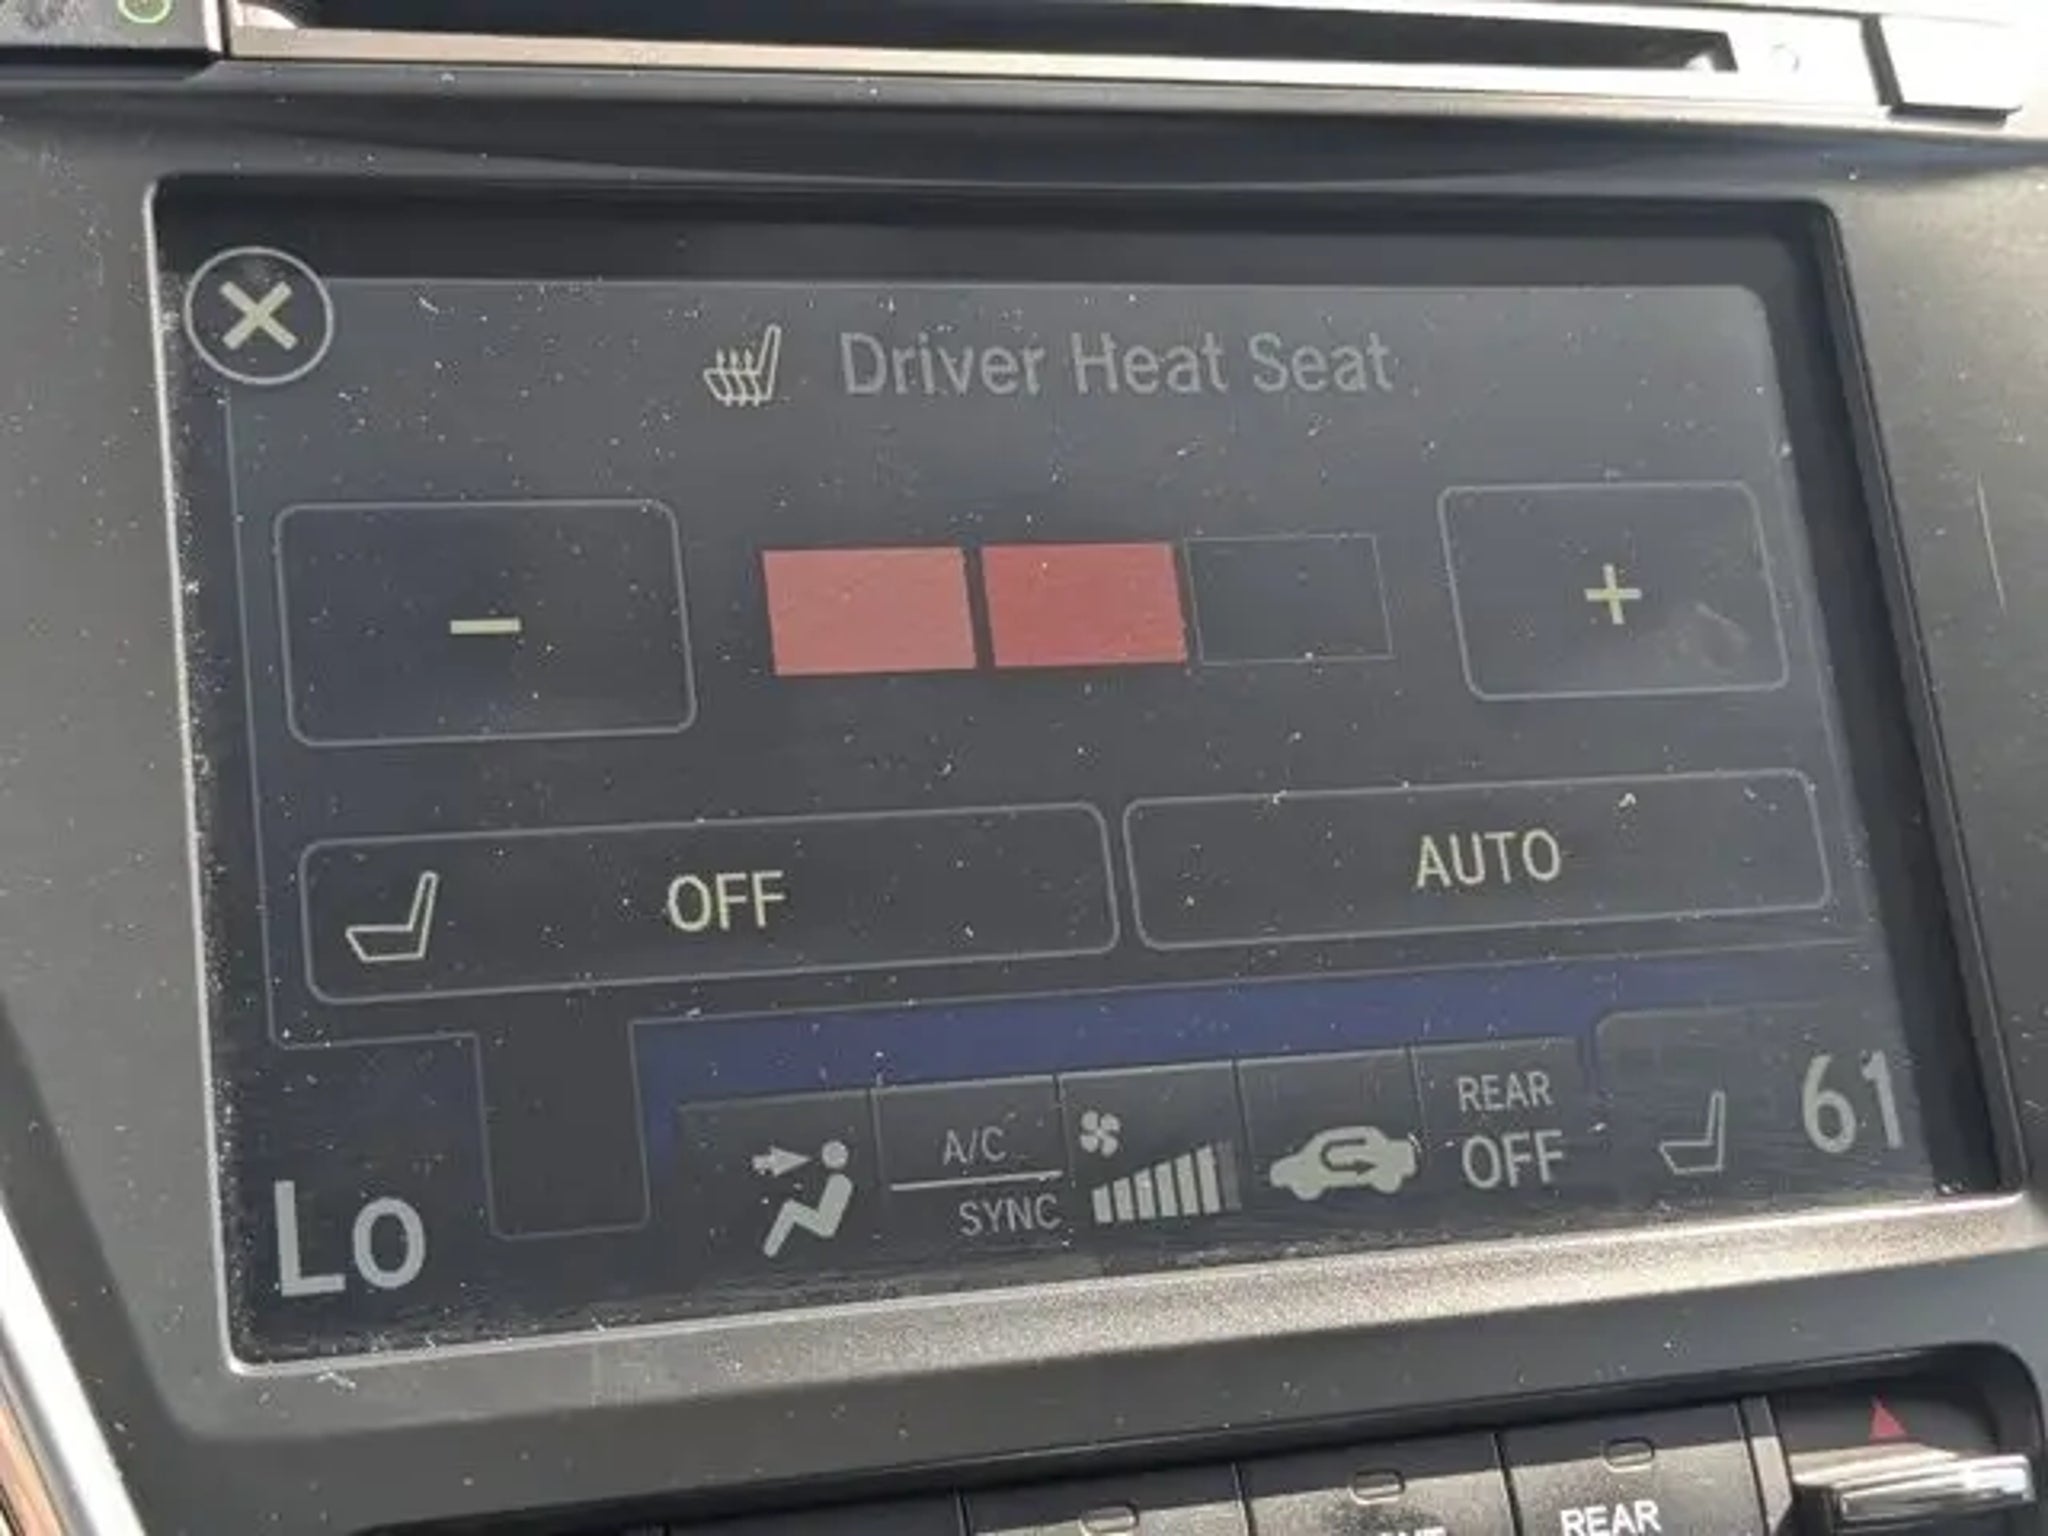 Driver Heat Seat
−
+
OFF
AUTO
Lo
A/C
SYNC
REAR
OFF
61
REAR